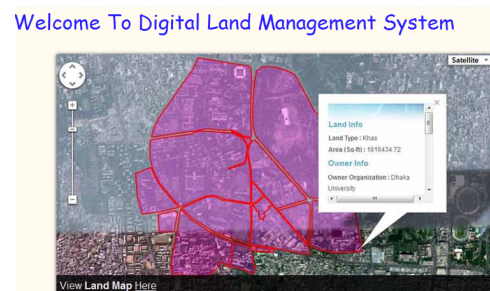 Welcome To Digital Land Management System
Satellite
Land Info
Land Type : Khas
Area (Sq.ft) : 1816434.72
Owner Info
Owner Organization : Dhaka
University
View Land Map Here